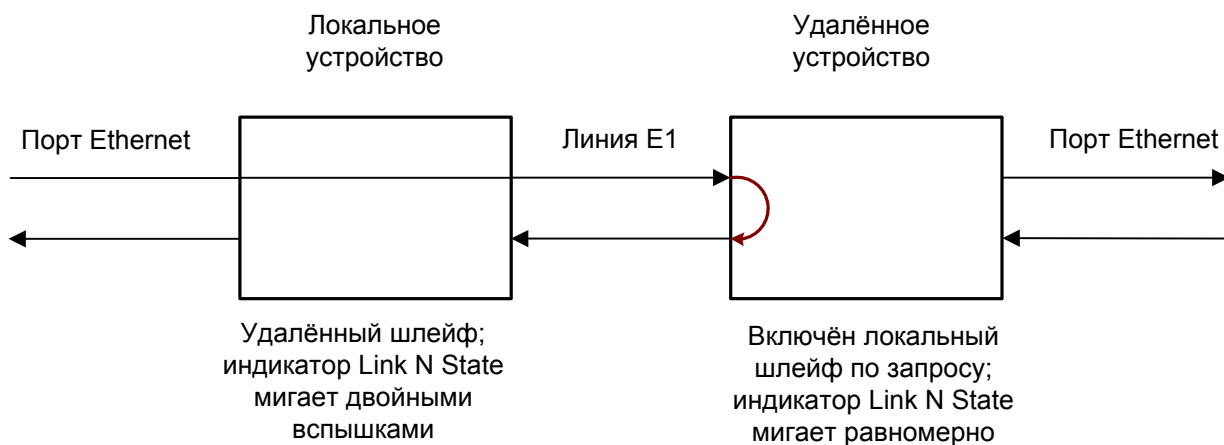 Локальное
устройство
Удалённое
устройство
Порт Ethernet
Линия E1
Порт Ethernet
Удалённый шлейф;
индикатор Link N State
мигает двойными
вспышками
Включён локальный
шлейф по запросу;
индикатор Link N State
мигает равномерно